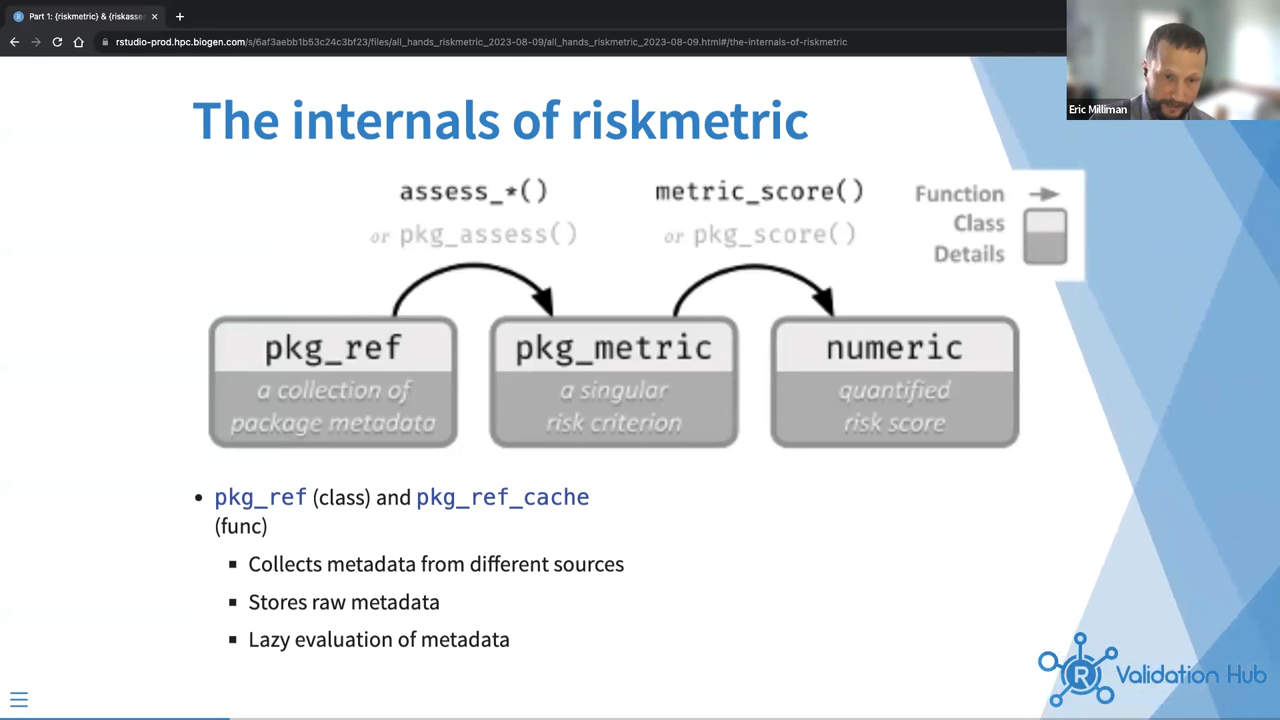 Part 1: {riskmetric} & {riskasse
rstudio-prod.hpc.biogen.com/s/6af3aebb1b53c24c3bf23/files/all_hands_riskmetric_2023-08-09/all_hands_riskmetric_2023-08-09.html#/the-internals-of-riskmetric
Eric Milliman
The internals of riskmetric
assess_*()
or pkg_assess()
metric_score()
or pkg_score()
Function
Class
Details
pkg_ref
a collection of
package metadata
pkg_metric
a singular
risk criterion
numeric
quantified
risk score
• pkg_ref (class) and pkg_ref_cache
(func)
▪ Collects metadata from different sources
▪ Stores raw metadata
▪ Lazy evaluation of metadata
R Validation Hub